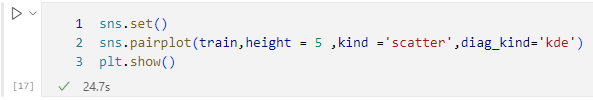 1 sns.set()
2 sns.pairplot(train,height = 5 ,kind ='scatter',diag_kind='kde')
3 plt.show()
[17] 24.7s